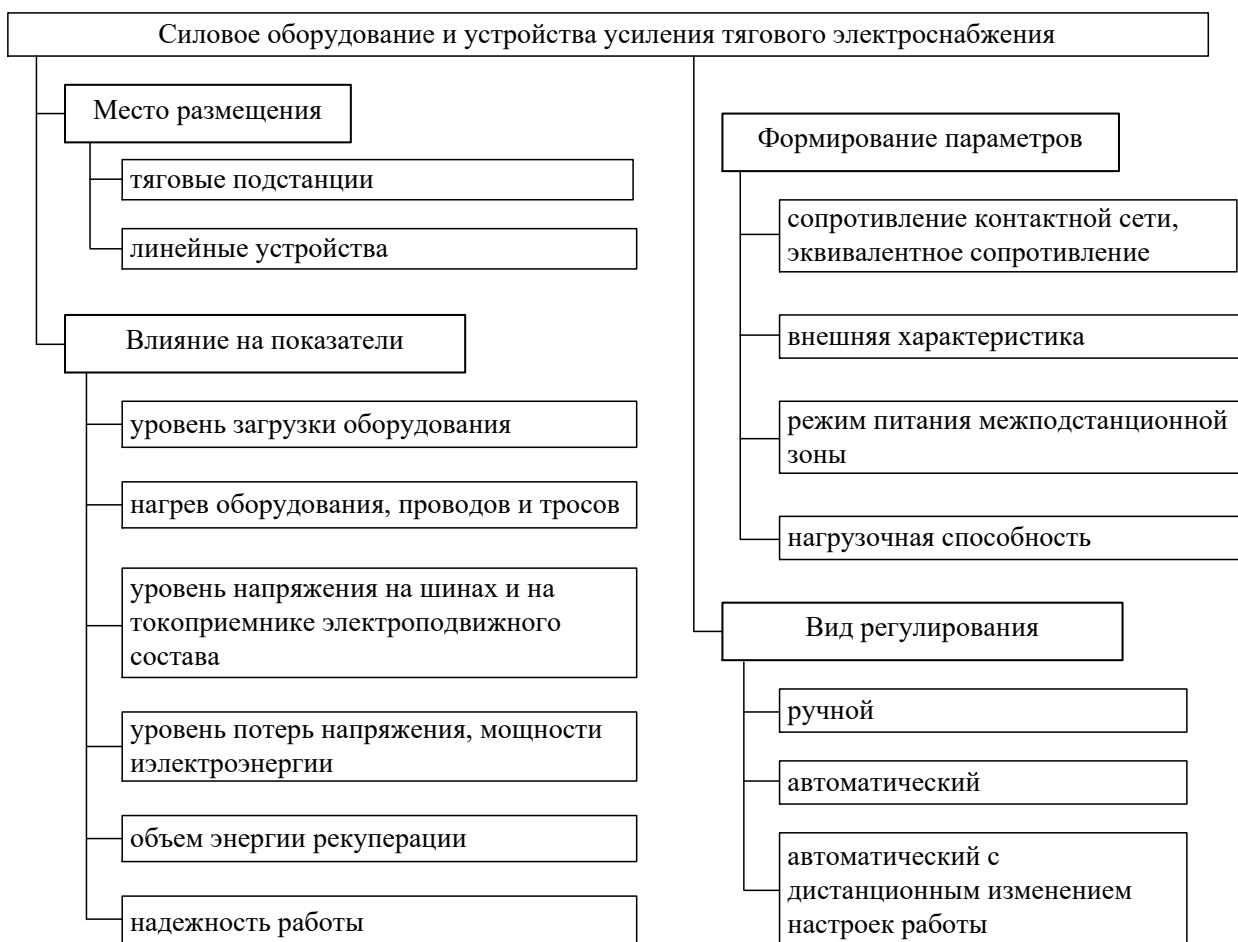 Силовое оборудование и устройства усиления тягового электроснабжения
Место размещения
тяговые подстанции
линейные устройства
Влияние на показатели
уровень загрузки оборудования
нагрев оборудования, проводов и тросов
уровень напряжения на шинах и на
токоприемнике электроподвижного
состава
уровень потерь напряжения, мощности
иэлектроэнергии
объем энергии рекуперации
надежность работы
Формирование параметров
сопротивление контактной сети,
эквивалентное сопротивление
внешняя характеристика
режим питания межподстанционной
зоны
нагрузочная способность
Вид регулирования
ручной
автоматический
автоматический с
дистанционным изменением
настроек работы